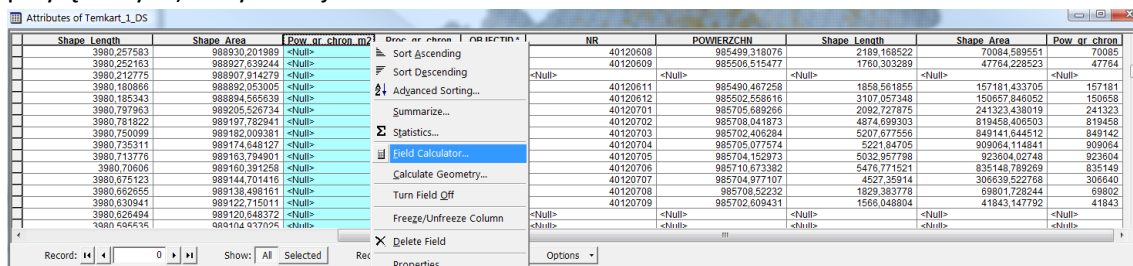 Attributes of Temkart_1_DS
Shape_Length Shape_Area Pow_gr_chron_m2 Proc_gr_chron OBJECTID * NR POWIERZCHN Shape_Length Shape_Area Pow_gr_chron
3980,257583 988930,201989 <Null> 40120608 985499,318076 2189,168522 70084,589551 70085
3980,252163 988927,639244 <Null> 40120609 985506,515477 1760,303289 47764,228523 47764
3980,212775 988907,914279 <Null> <Null> <Null> <Null> <Null> <Null>
3980,180866 988892,053005 <Null> 40120611 985490,467258 1858,561855 157181,433705 157181
3980,185343 988894,565639 <Null> 40120612 985502,558616 3107,057348 150657,846052 150658
3980,797963 989205,526734 <Null> 40120701 985705,689266 2092,727875 241323,438019 241323
3980,781822 989197,782941 <Null> 40120702 985708,041873 4874,699303 819458,406503 819458
3980,750099 989182,009381 <Null> 40120703 985702,406284 5207,677556 849141,644512 849142
3980,735311 989174,648127 <Null> 40120704 985705,077574 5221,84705 909064,114841 909064
3980,713776 989163,794901 <Null> 40120705 985704,152973 5032,957798 923604,02748 923604
3980,70606 989160,391258 <Null> 40120706 985710,673382 5476,771521 835148,789269 835149
3980,675123 989144,701416 <Null> 40120707 985704,977107 4527,35914 306639,522768 306640
3980,662655 989138,498161 <Null> 40120708 985708,52232 1829,383778 69801,728244 69802
3980,630941 989122,715011 <Null> 40120709 985702,609431 1566,048804 41843,147792 41843
3980,626494 989120,648372 <Null> <Null> <Null> <Null> <Null> <Null>
3980,595535 989104,937025 <Null> <Null> <Null> <Null> <Null> <Null>
Sort Ascending
Sort Descending
Advanced Sorting...
Summarize...
Σ Statistics...
Field Calculator...
Calculate Geometry...
Turn Field Off
Freeze/Unfreeze Column
Delete Field
Properties
Record: 0 Show: All Selected Rec Options